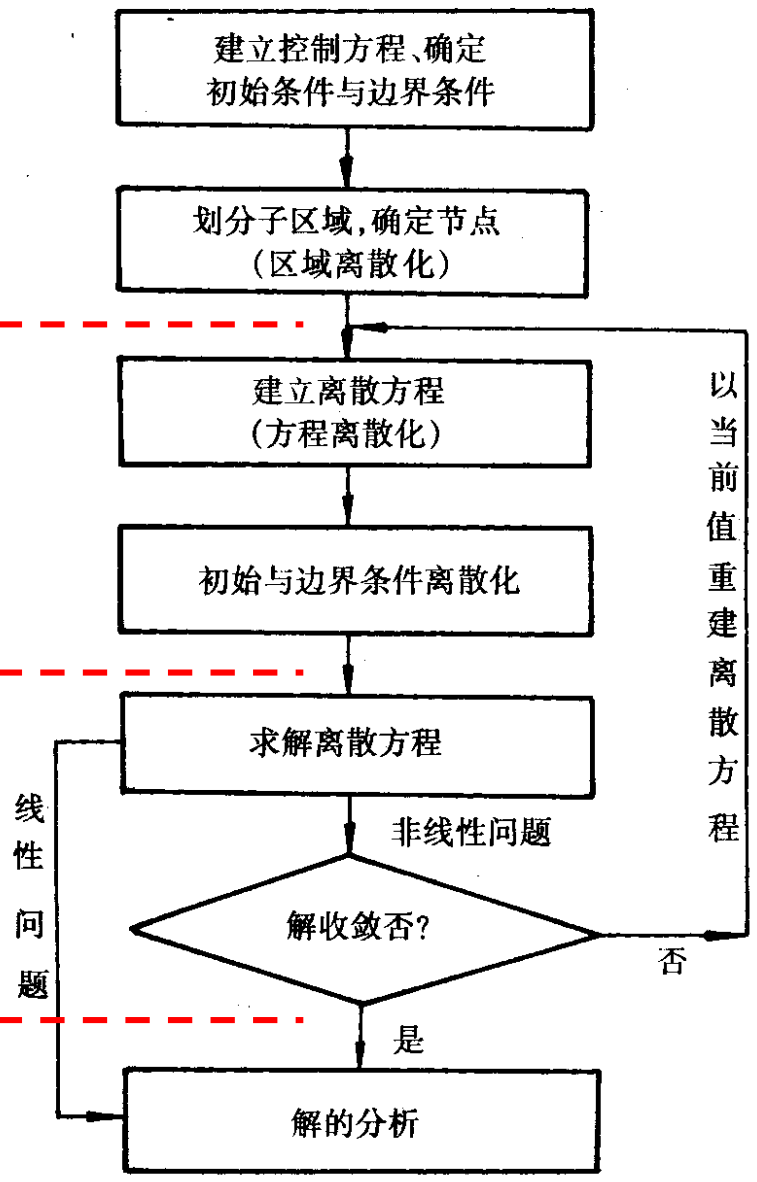 建立控制方程、确定
初始条件与边界条件
划分子区域,确定节点
(区域离散化)
建立离散方程
(方程离散化)
初始与边界条件离散化
求解离散方程
非线性问题
线性问题
解收敛否?
否
以当前值重建离散方程
是
解的分析